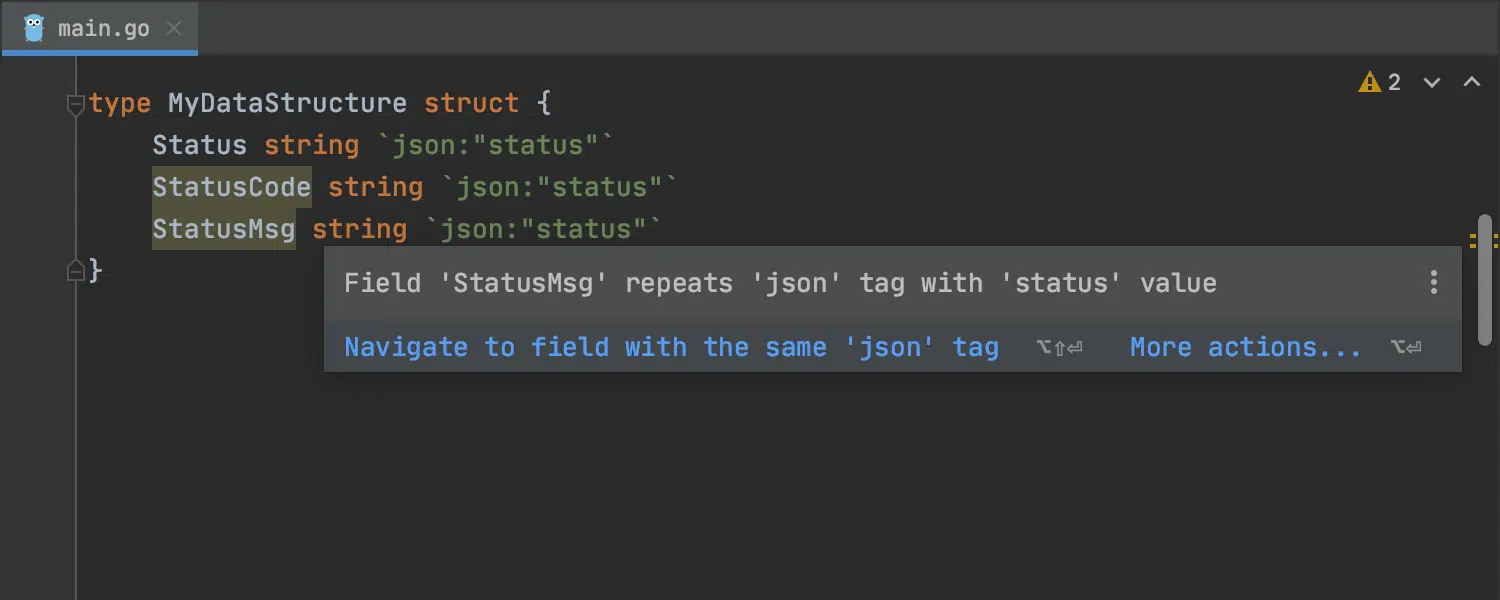 main.go
2
type MyDataStructure struct {
Status string `json:"status"`
StatusCode string `json:"status"`
StatusMsg string `json:"status"`
}
Field 'StatusMsg' repeats 'json' tag with 'status' value
Navigate to field with the same 'json' tag ⌥⇧⏎ More actions... ⌥⏎